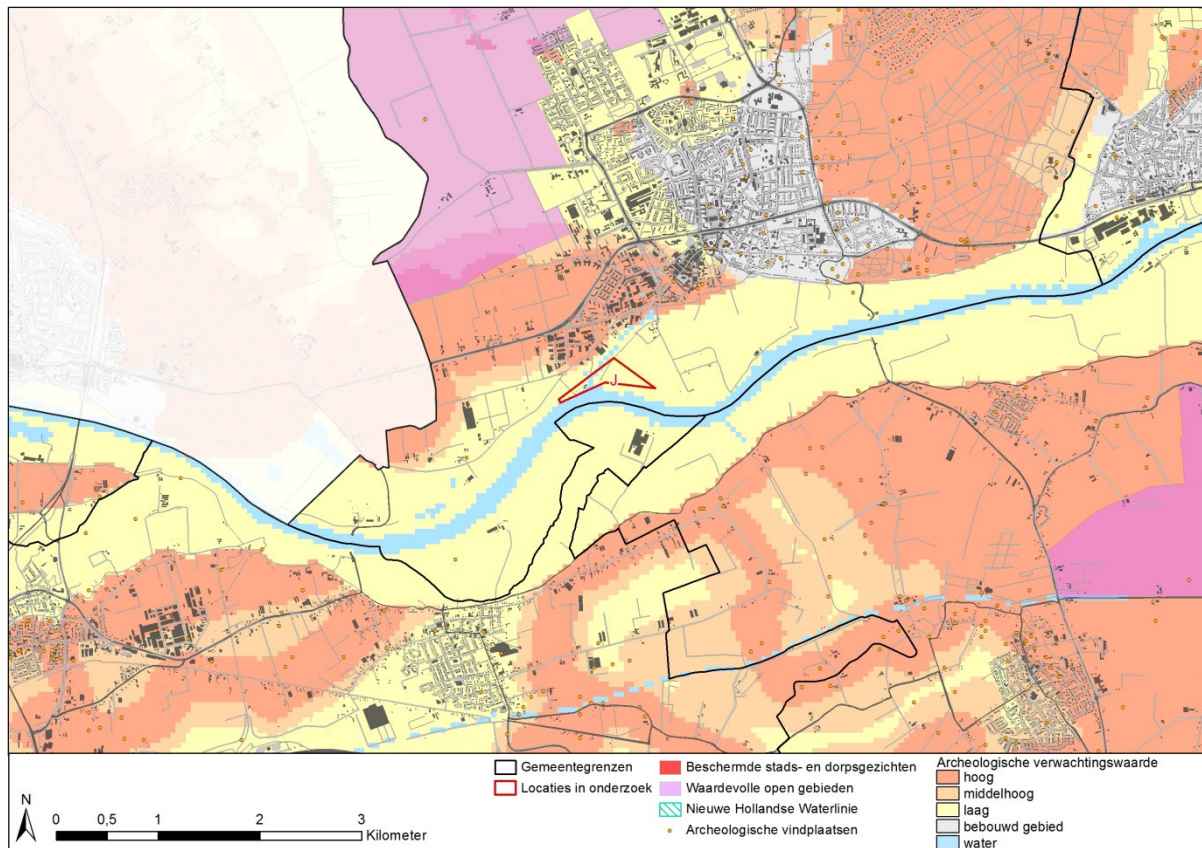 J
N
0 0,5 1 2 3
Kilometer
Gemeentegrenzen
Locaties in onderzoek
Beschermde stads- en dorpsgezichten
Waardevolle open gebieden
Nieuwe Hollandse Waterlinie
Archeologische vindplaatsen
Archeologische verwachtingswaarde
hoog
middelhoog
laag
bebouwd gebied
water